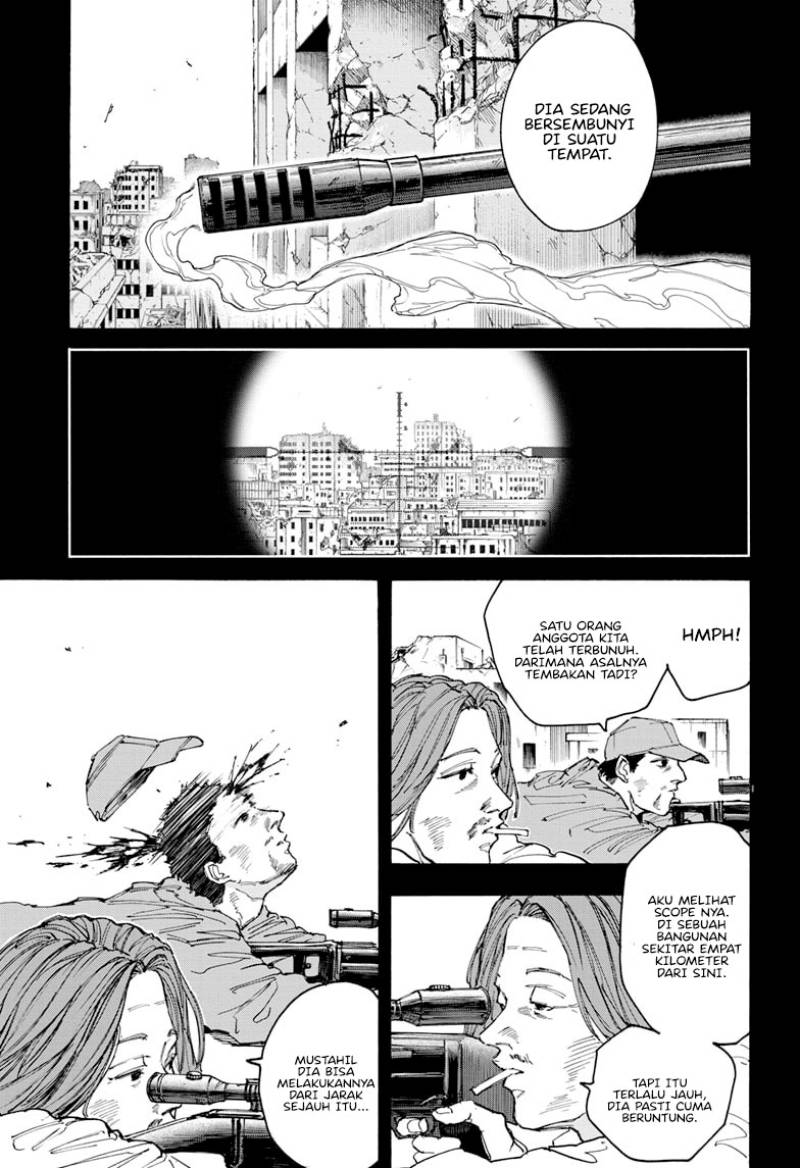 DIA SEDANG
BERSEMBUNYI
DI SUATU
TEMPAT.
HMPH!
SATU ORANG
ANGGOTA KITA
TELAH TERBUNUH.
DARIMANA ASALNYA
TEMBAKAN TADI?
AKU MELIHAT
SCOPE NYA.
DI SEBUAH
BANGUNAN
SEKITAR EMPAT
KILOMETER
DARI SINI.
TAPI ITU
TERLALU JAUH,
DIA PASTI CUMA
BERUNTUNG.
MUSTAHIL
DIA BISA
MELAKUKANNYA
DARI JARAK
SEJAUH ITU...